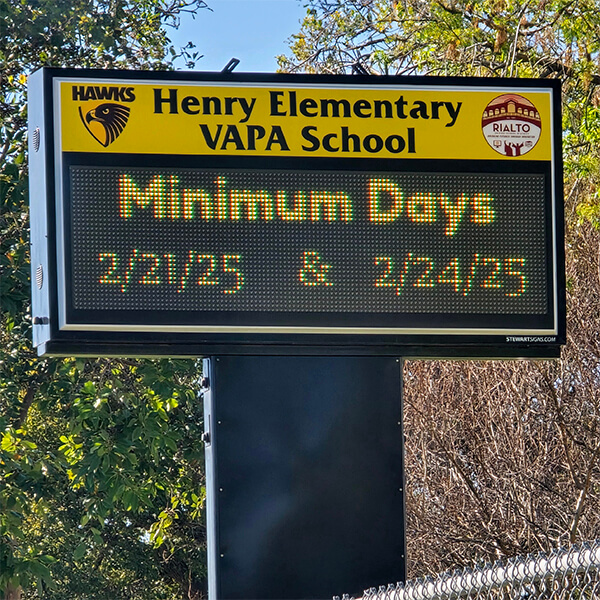 HAWKS
Henry Elementary
VAPA School
RIALTO
Minimum Days
2/21/25 & 2/24/25
STEWARTSIGNS.COM